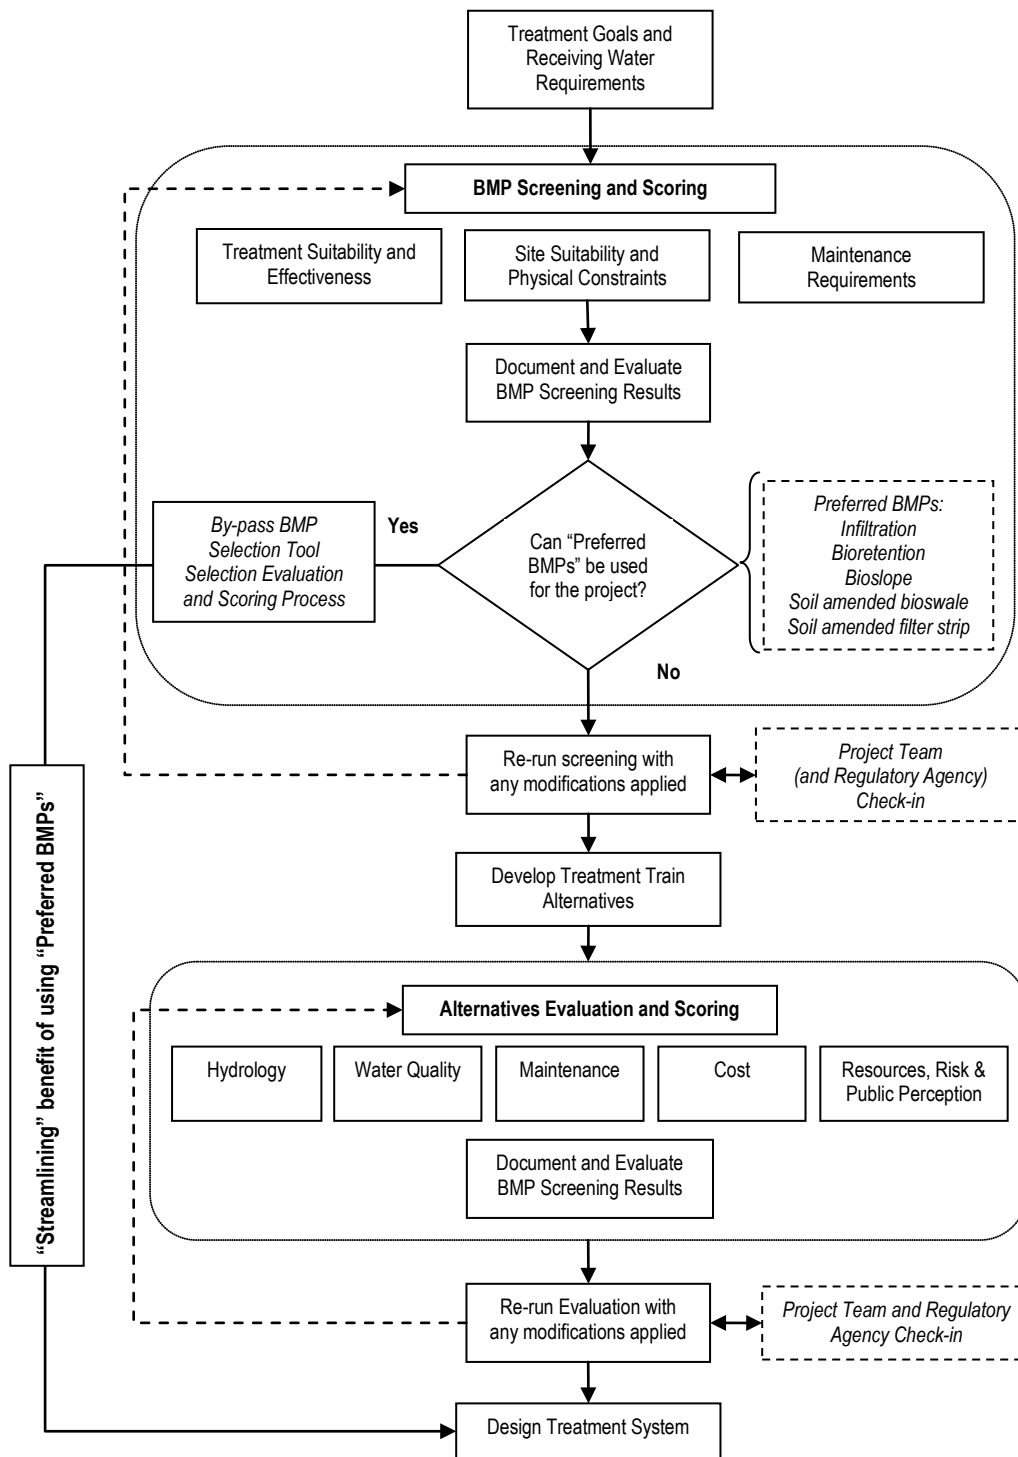 Treatment Goals and
Receiving Water
Requirements
BMP Screening and Scoring
Treatment Suitability and
Effectiveness
Site Suitability and
Physical Constraints
Maintenance
Requirements
Document and Evaluate
BMP Screening Results
By-pass BMP
Selection Tool
Selection Evaluation
and Scoring Process
Yes
Can “Preferred
BMPs” be used
for the project?
Preferred BMPs:
Infiltration
Bioretention
Bioslope
Soil amended bioswale
Soil amended filter strip
No
Re-run screening with
any modifications applied
Project Team
(and Regulatory Agency)
Check-in
Develop Treatment Train
Alternatives
“Streamlining” benefit of using “Preferred BMPs”
Alternatives Evaluation and Scoring
Hydrology
Water Quality
Maintenance
Cost
Resources, Risk &
Public Perception
Document and Evaluate
BMP Screening Results
Re-run Evaluation with
any modifications applied
Project Team and Regulatory
Agency Check-in
Design Treatment System